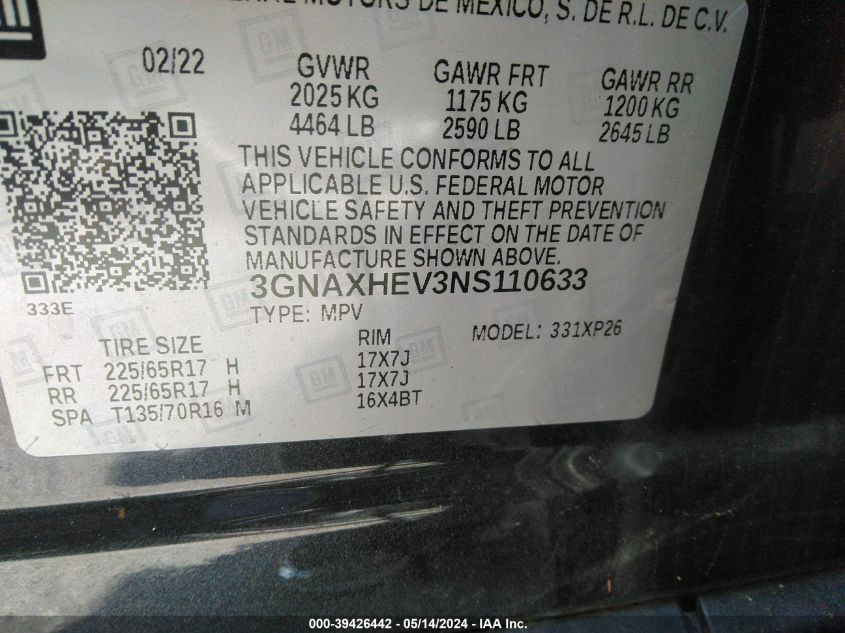 MOTORS DE MEXICO, S. DE R.L. DE C.V.
02/22
GVWR GAWR FRT GAWR RR
2025 KG 1175 KG 1200 KG
4464 LB 2590 LB 2645 LB
THIS VEHICLE CONFORMS TO ALL
APPLICABLE U.S. FEDERAL MOTOR
VEHICLE SAFETY AND THEFT PREVENTION
STANDARDS IN EFFECT ON THE DATE OF
MANUFACTURE SHOWN ABOVE.
3GNAXHEV3NS110633
333E
TYPE: MPV MODEL: 331XP26
TIRE SIZE RIM
FRT 225/65R17 H 17X7J
RR 225/65R17 H 17X7J
SPA T135/70R16 M 16X4BT
000-39426442 - 05/14/2024 - IAA Inc.